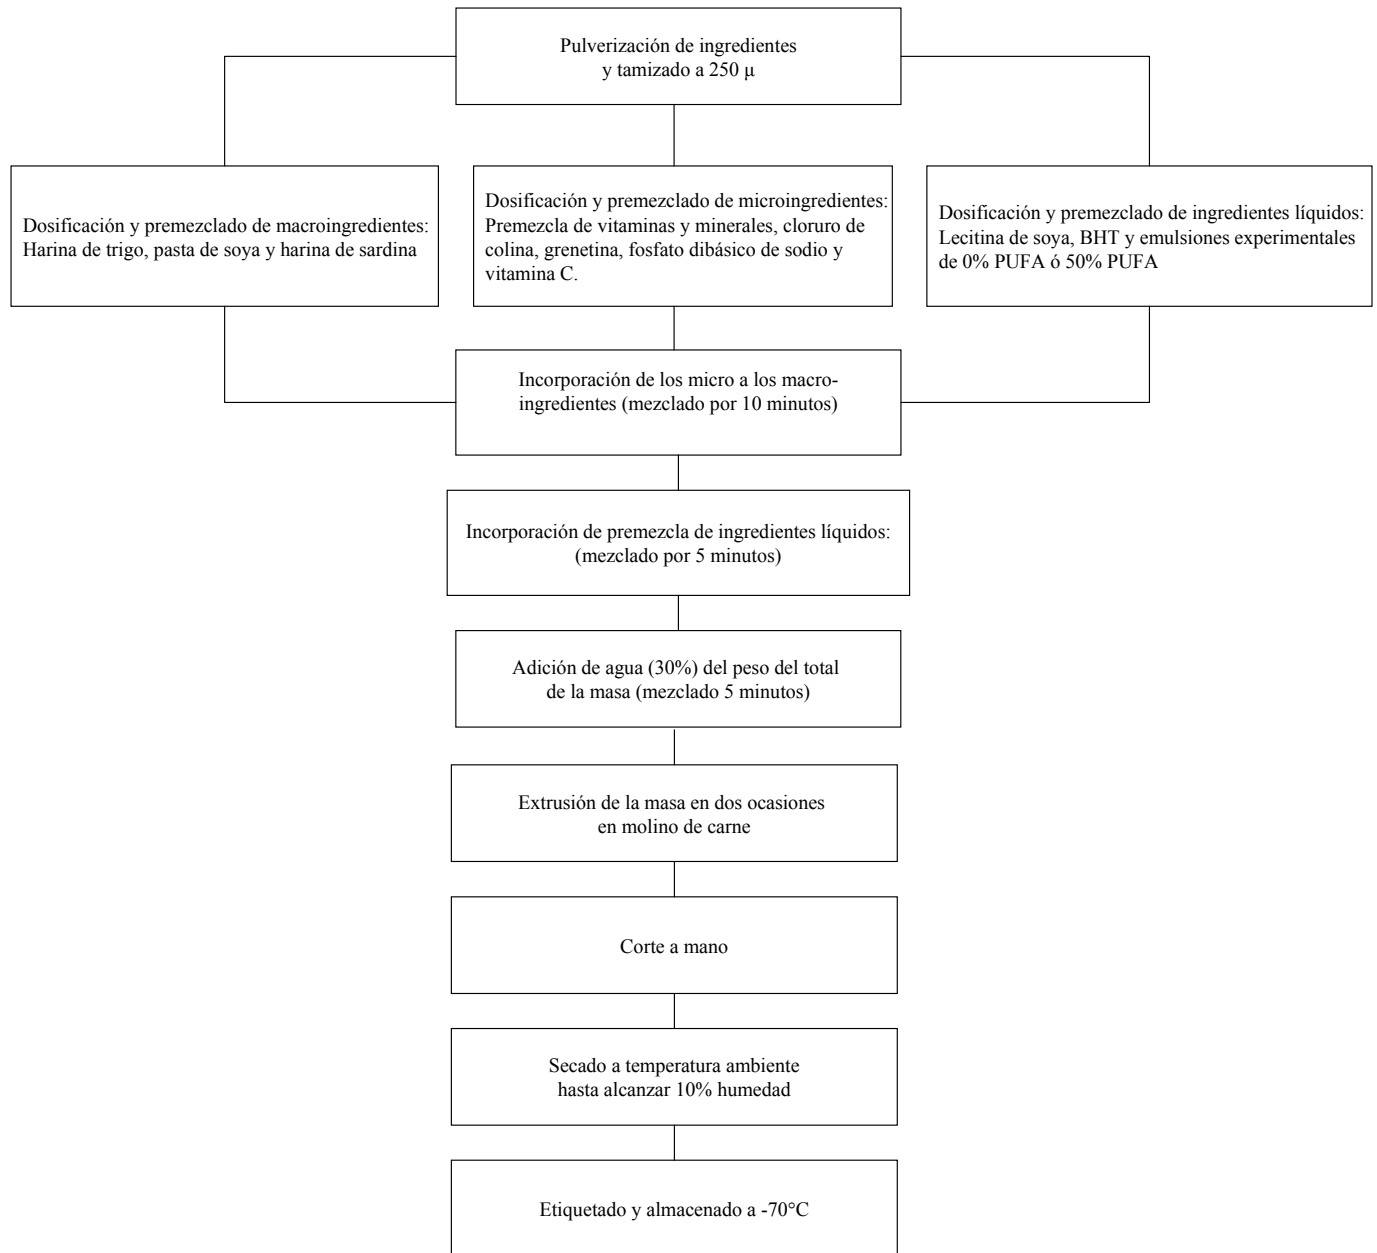 Pulverización de ingredientes
y tamizado a 250 µ
Dosificación y premezclado de macroingredientes:
Harina de trigo, pasta de soya y harina de sardina
Dosificación y premezclado de microingredientes:
Premezcla de vitaminas y minerales, cloruro de
colina, grenetina, fosfato dibásico de sodio y
vitamina C.
Dosificación y premezclado de ingredientes líquidos:
Lecitina de soya, BHT y emulsiones experimentales
de 0% PUFA ó 50% PUFA
Incorporación de los micro a los macro-
ingredientes (mezclado por 10 minutos)
Incorporación de premezcla de ingredientes líquidos:
(mezclado por 5 minutos)
Adición de agua (30%) del peso del total
de la masa (mezclado 5 minutos)
Extrusión de la masa en dos ocasiones
en molino de carne
Corte a mano
Secado a temperatura ambiente
hasta alcanzar 10% humedad
Etiquetado y almacenado a -70°C